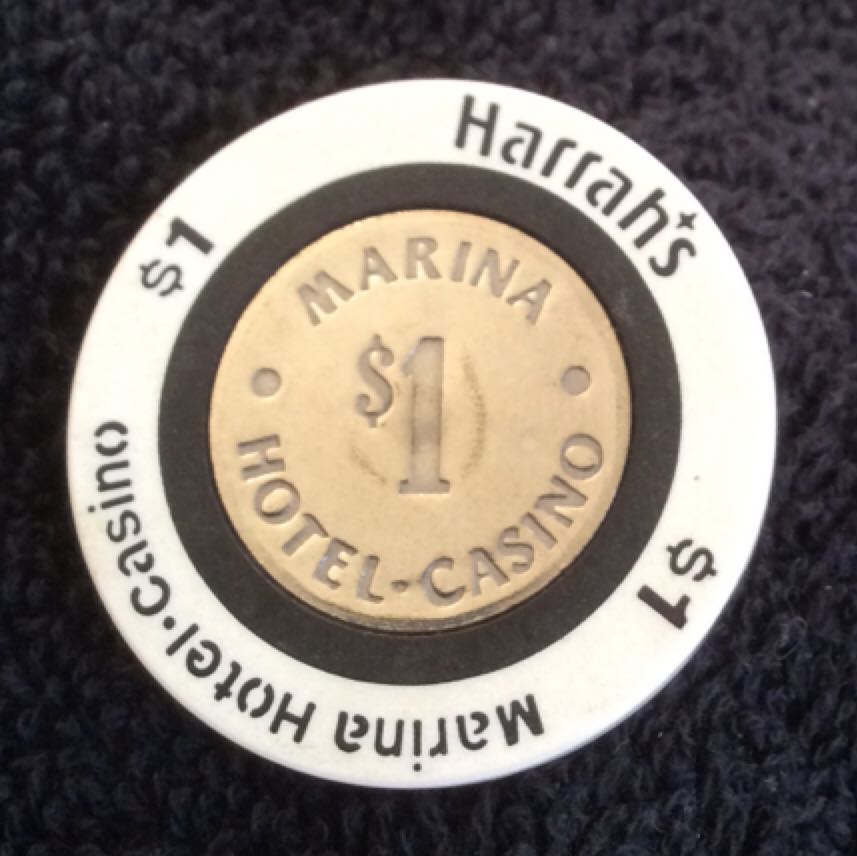 Harrah's
$1
Marina Hotel·Casino
$1
MARINA
$1
HOTEL-CASINO